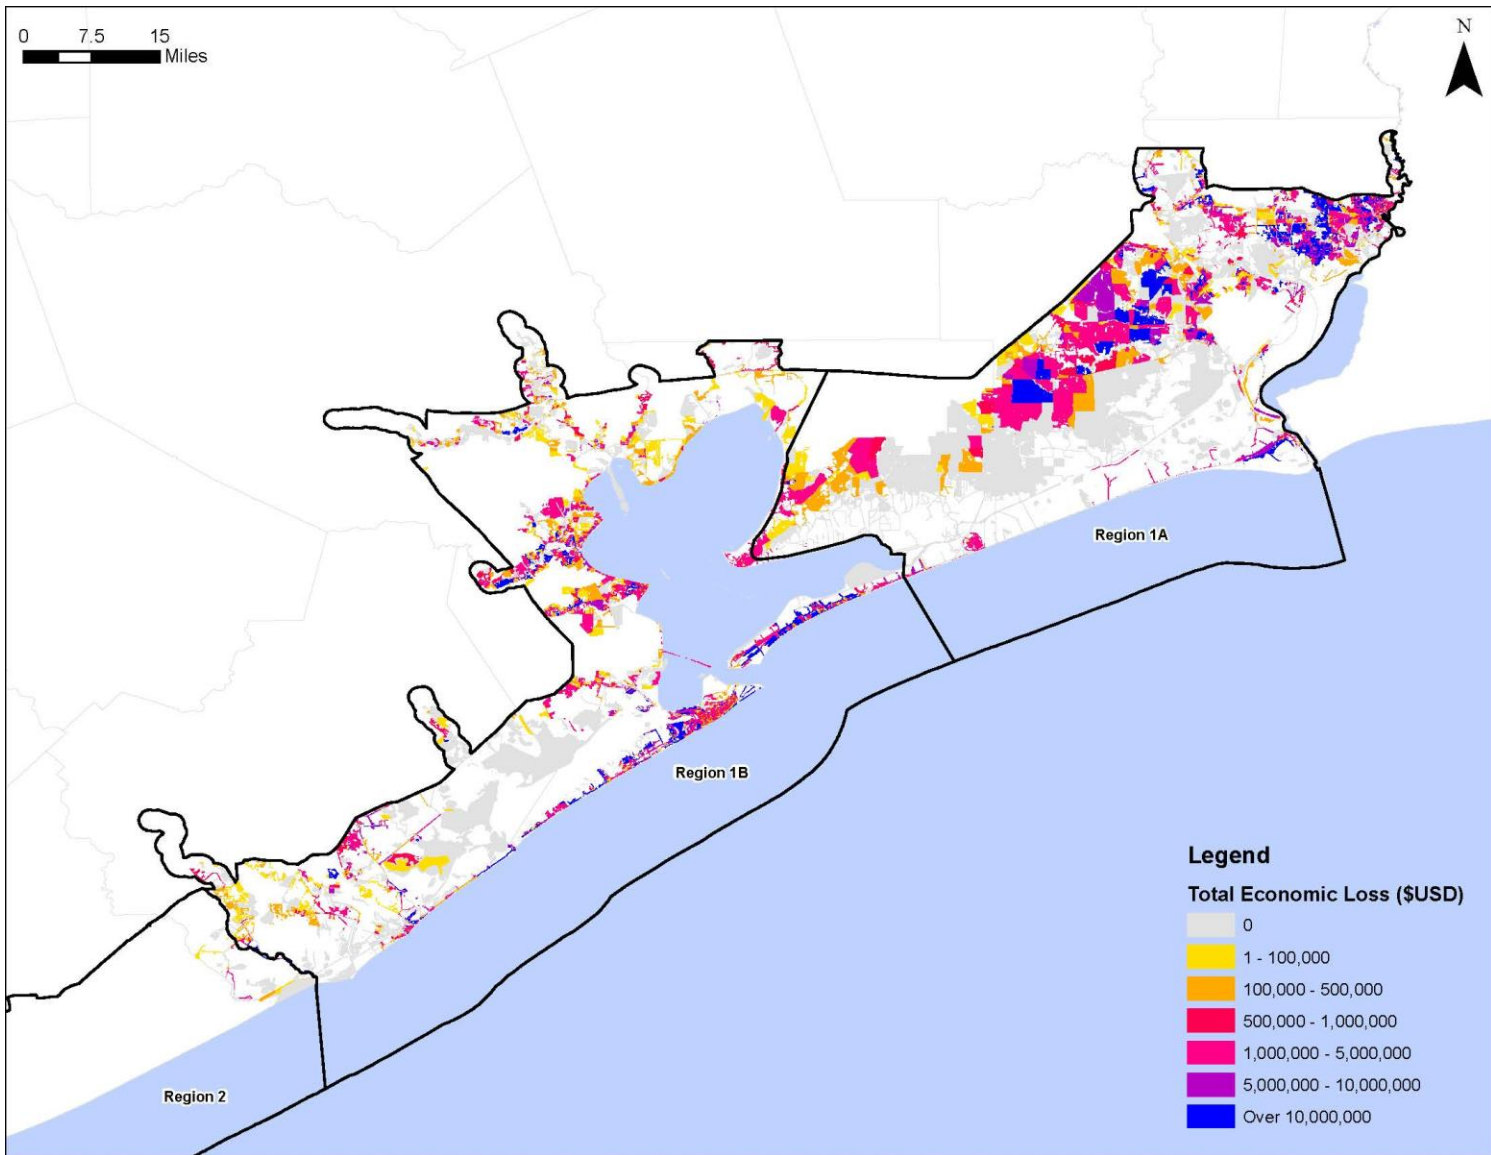 0 7.5 15
Miles
N
Region 1A
Region 1B
Region 2
Legend
Total Economic Loss ($USD)
0
1 - 100,000
100,000 - 500,000
500,000 - 1,000,000
1,000,000 - 5,000,000
5,000,000 - 10,000,000
Over 10,000,000